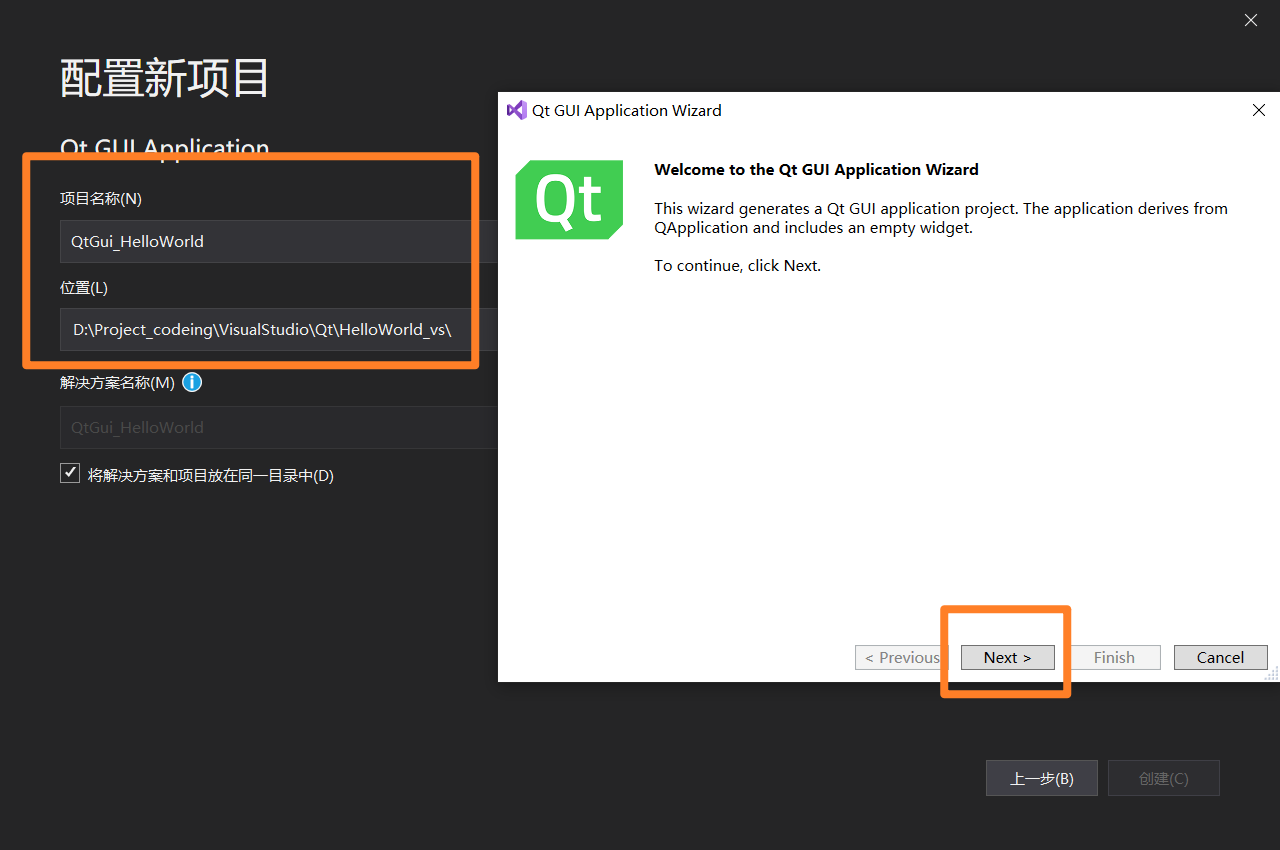 配置新项目
Qt GUI Application
项目名称(N)
QtGui_HelloWorld
位置(L)
D:\Project_codeing\VisualStudio\Qt\HelloWorld_vs\
解决方案名称(M)
QtGui_HelloWorld
将解决方案和项目放在同一目录中(D)
Qt GUI Application Wizard
Qt
Welcome to the Qt GUI Application Wizard
This wizard generates a Qt GUI application project. The application derives from
QApplication and includes an empty widget.
To continue, click Next.
< Previous
Next >
Finish
Cancel
上一步(B)
创建(C)